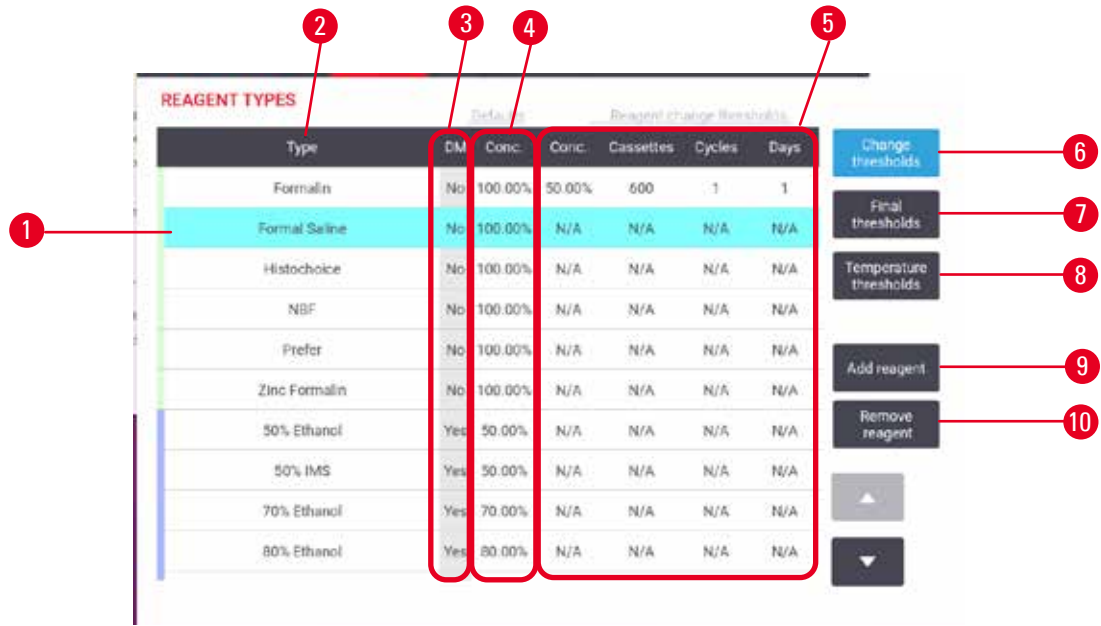 2 3 4 5
REAGENT TYPES
Defaults Reagent change thresholds
Type DM Conc. Conc. Cassettes Cycles Days
Change thresholds 6
Formalin No 100.00% 50.00% 600 1 1
Final thresholds 7
1 Formal Saline No 100.00% N/A N/A N/A N/A
Histochoice No 100.00% N/A N/A N/A N/A
Temperature thresholds 8
NBF No 100.00% N/A N/A N/A N/A
Prefer No 100.00% N/A N/A N/A N/A
Add reagent 9
Zinc Formalin No 100.00% N/A N/A N/A N/A
Remove reagent 10
50% Ethanol Yes 50.00% N/A N/A N/A N/A
50% IMS Yes 50.00% N/A N/A N/A N/A
70% Ethanol Yes 70.00% N/A N/A N/A N/A
80% Ethanol Yes 80.00% N/A N/A N/A N/A